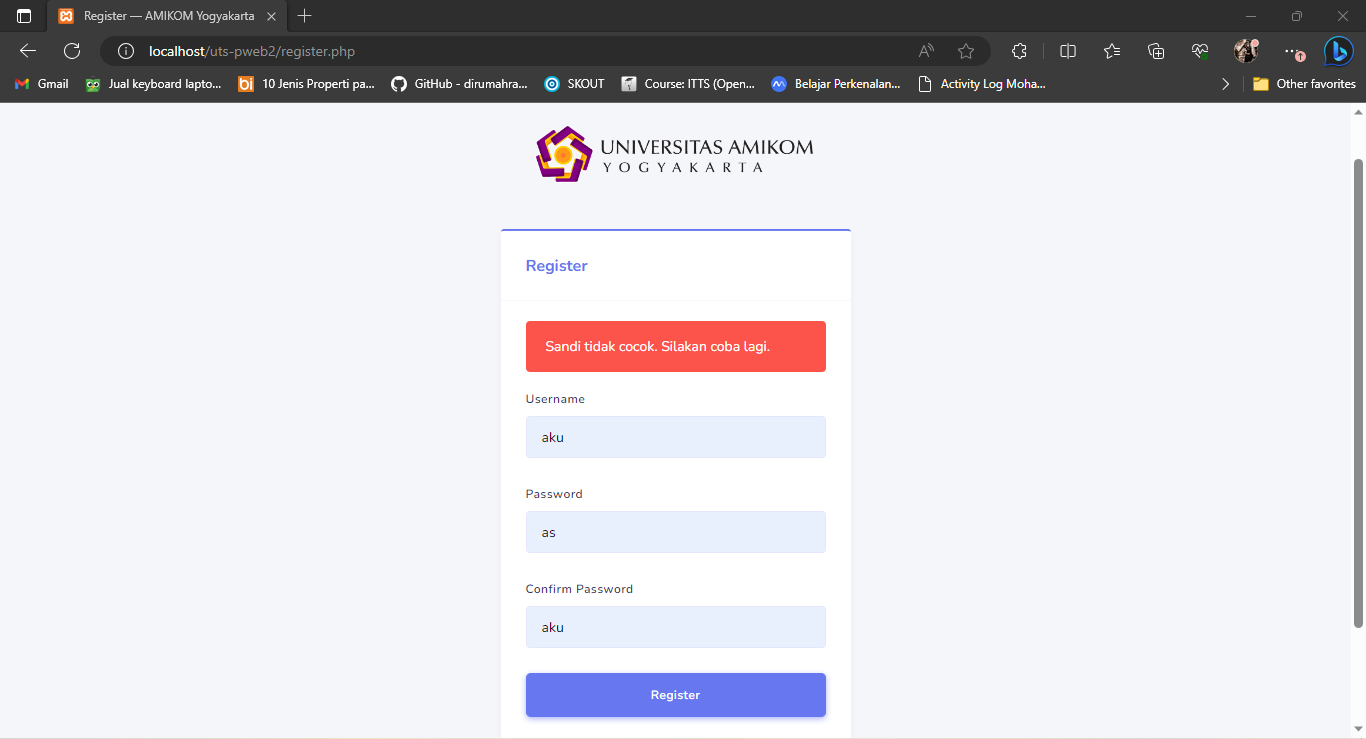 Register — AMIKOM Yogyakarta
localhost/uts-pweb2/register.php
Gmail
Jual keyboard lapto...
bi
10 Jenis Properti pa...
GitHub - dirumahra...
SKOUT
Course: ITTS (Open...
Belajar Perkenalan...
Activity Log Moha...
Other favorites
UNIVERSITAS AMIKOM
YOGYAKARTA
Register
Sandi tidak cocok. Silakan coba lagi.
Username
aku
Password
as
Confirm Password
aku
Register